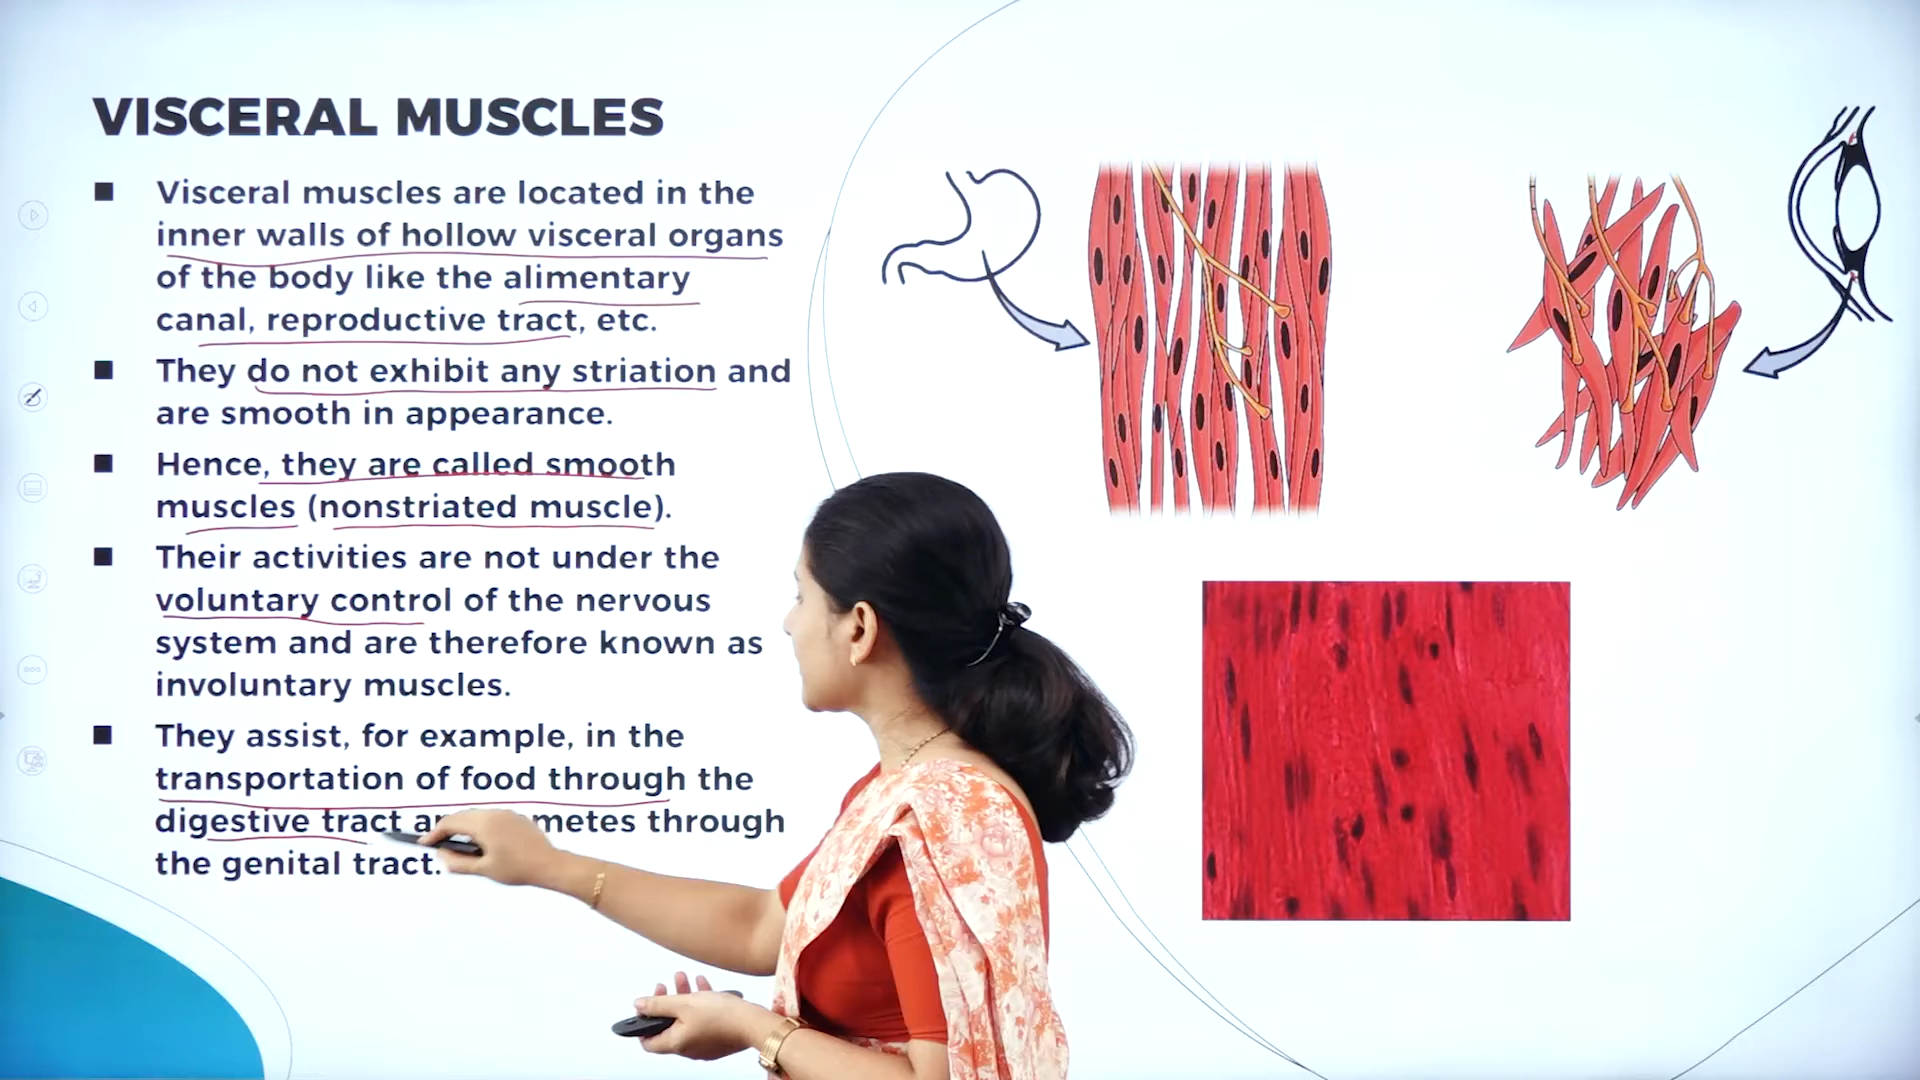 VISCERAL MUSCLES
■ Visceral muscles are located in the
inner walls of hollow visceral organs
of the body like the alimentary
canal, reproductive tract, etc.
■ They do not exhibit any striation and
are smooth in appearance.
■ Hence, they are called smooth
muscles (nonstriated muscle).
■ Their activities are not under the
voluntary control of the nervous
system and are therefore known as
involuntary muscles.
■ They assist, for example, in the
transportation of food through the
digestive tract through
the genital tract.